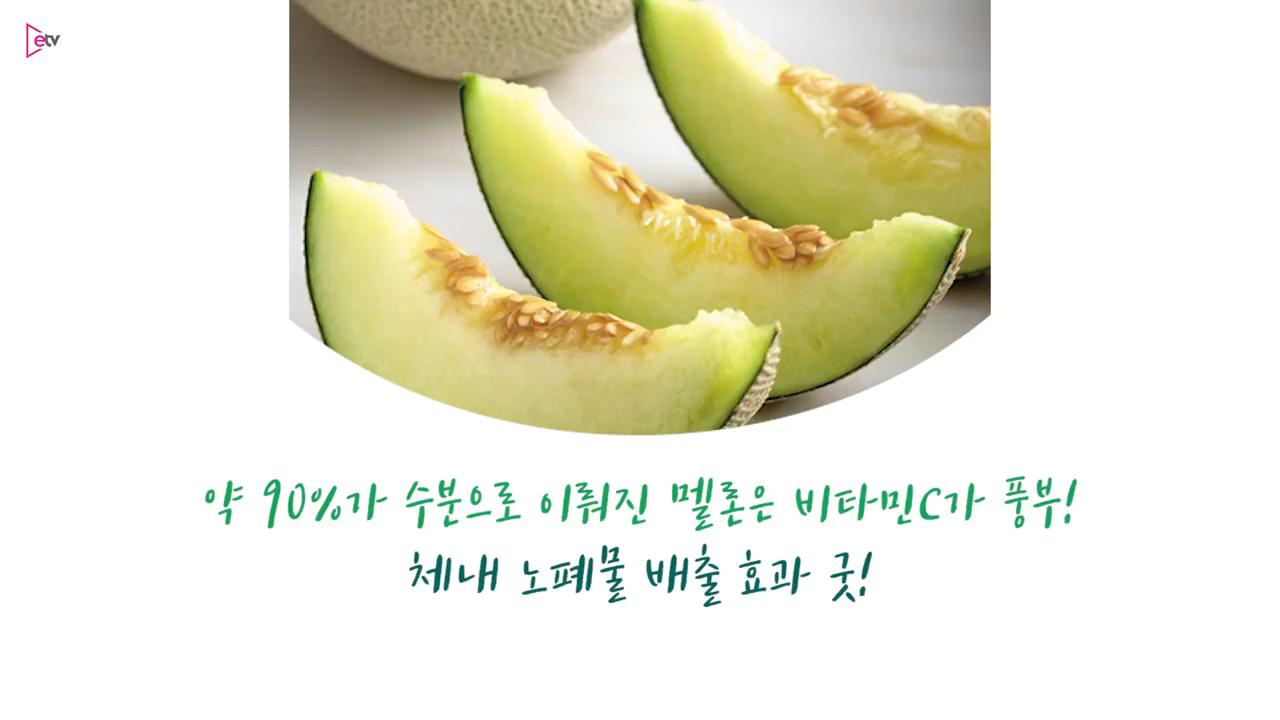 etv
약 90%가 수분으로 이뤄진 멜론은 비타민C가 풍부!
체내 노폐물 배출 효과 굿!